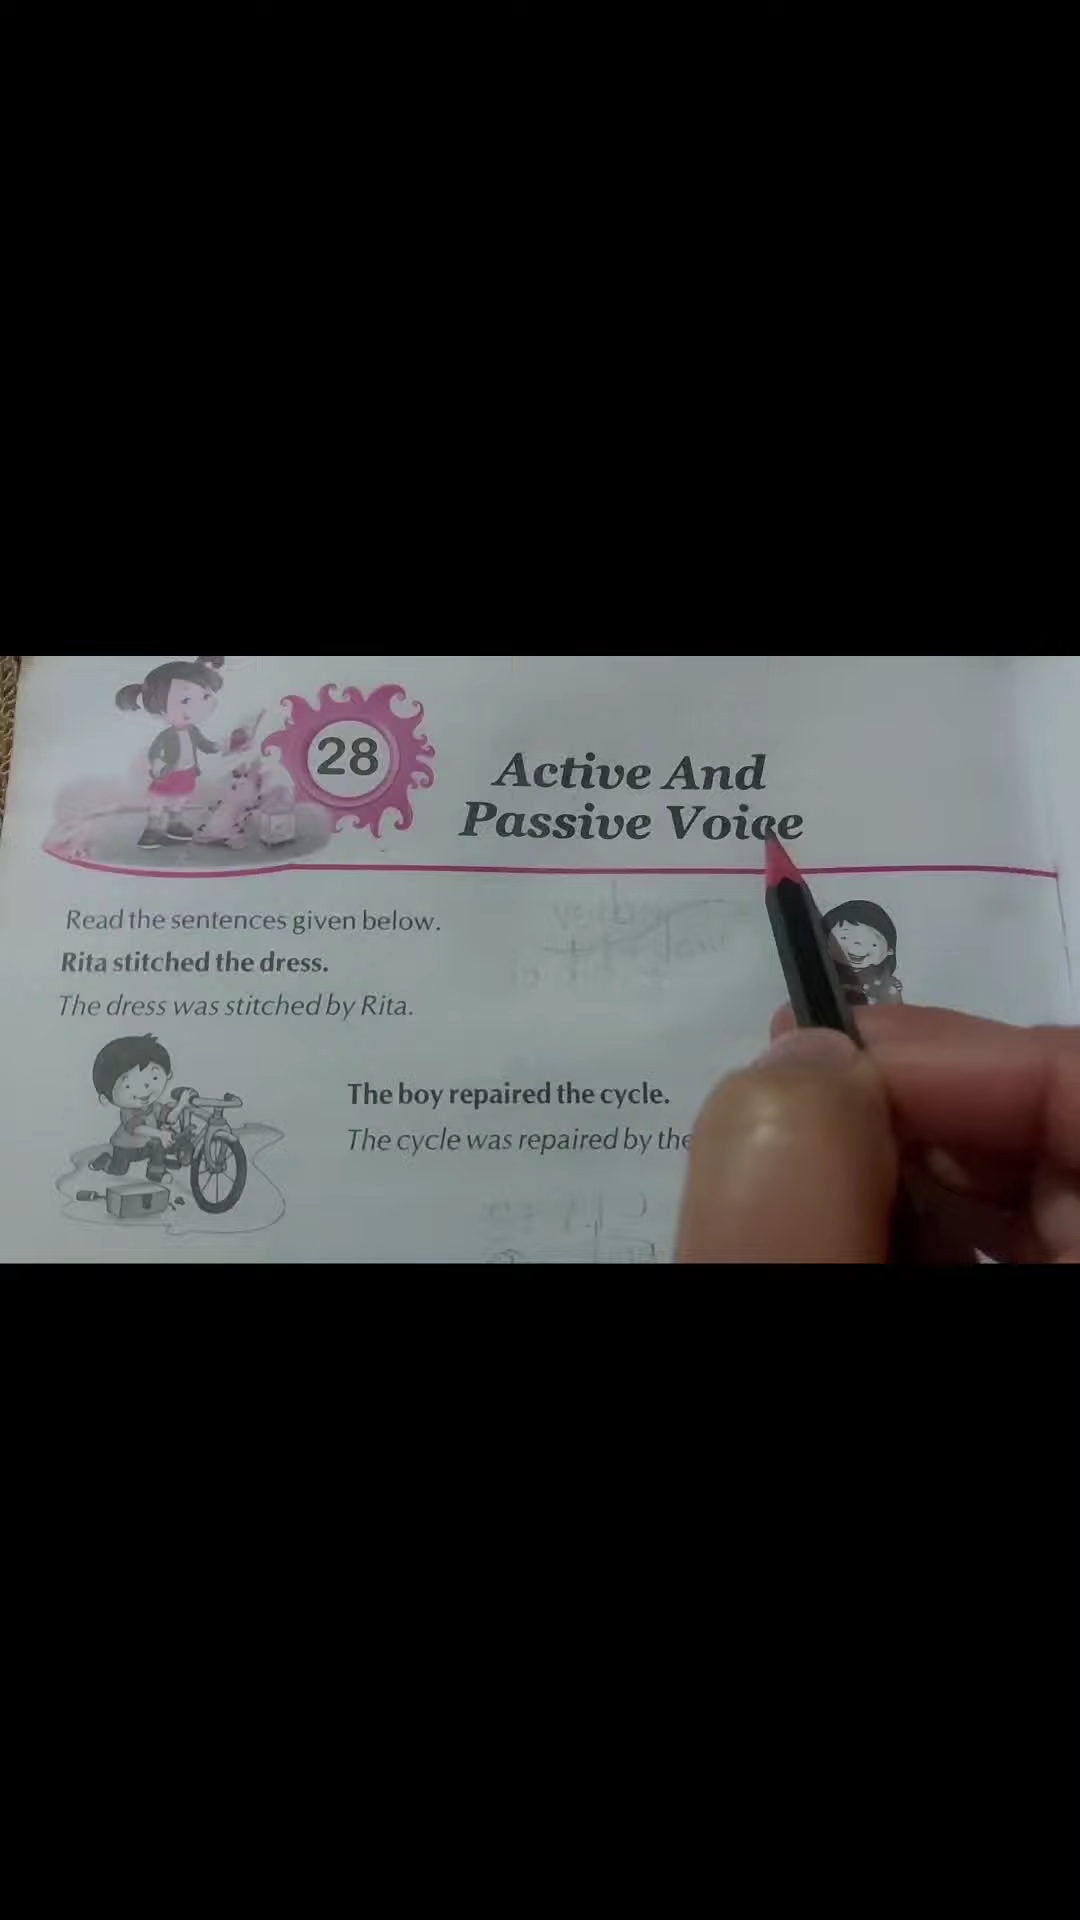 28
Active And
Passive Voice
Read the sentences given below.
Rita stitched the dress.
The dress was stitched by Rita.
The boy repaired the cycle.
The cycle was repaired by the